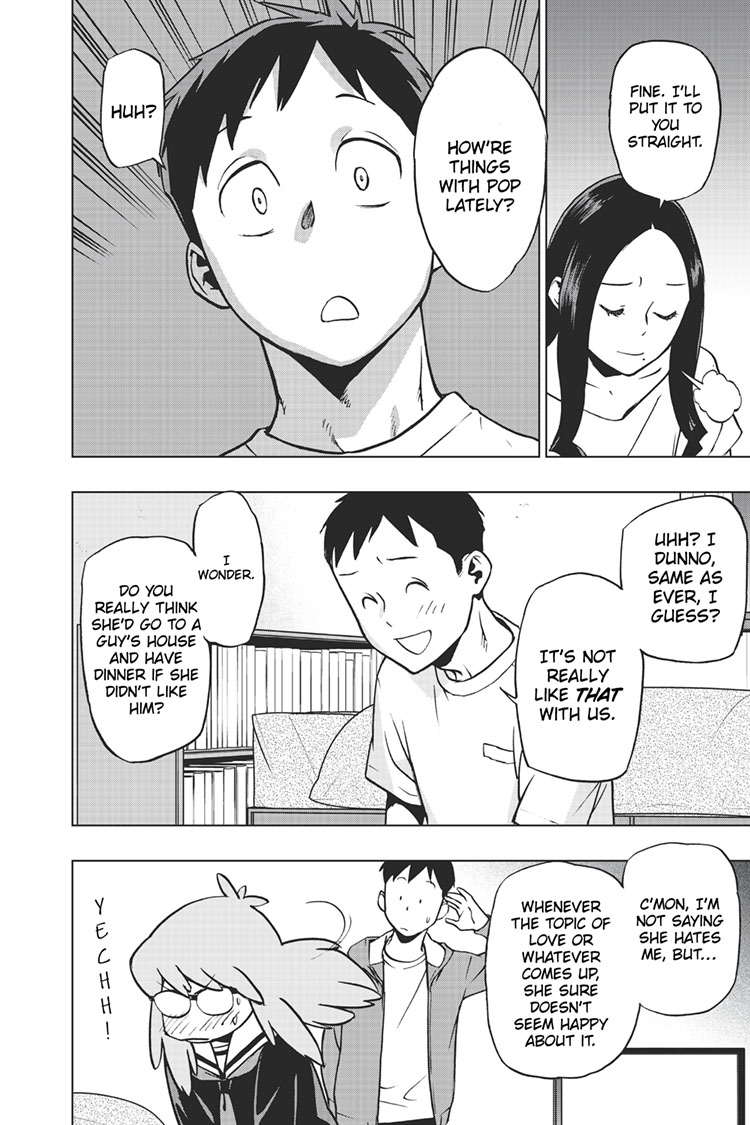 FINE. I'LL
PUT IT TO
YOU
STRAIGHT.
HOW'RE
THINGS
WITH POP
LATELY?
HUH?
UHH? I
DUNNO,
SAME AS
EVER, I
GUESS?
IT'S NOT
REALLY
LIKE THAT
WITH US.
I
WONDER.
DO YOU
REALLY THINK
SHE'D GO TO A
GUY'S HOUSE
AND HAVE
DINNER IF SHE
DIDN'T LIKE
HIM?
C'MON, I'M
NOT SAYING
SHE HATES
ME, BUT...
WHENEVER
THE TOPIC OF
LOVE OR
WHATEVER
COMES UP,
SHE SURE
DOESN'T
SEEM HAPPY
ABOUT IT.
YECHH!